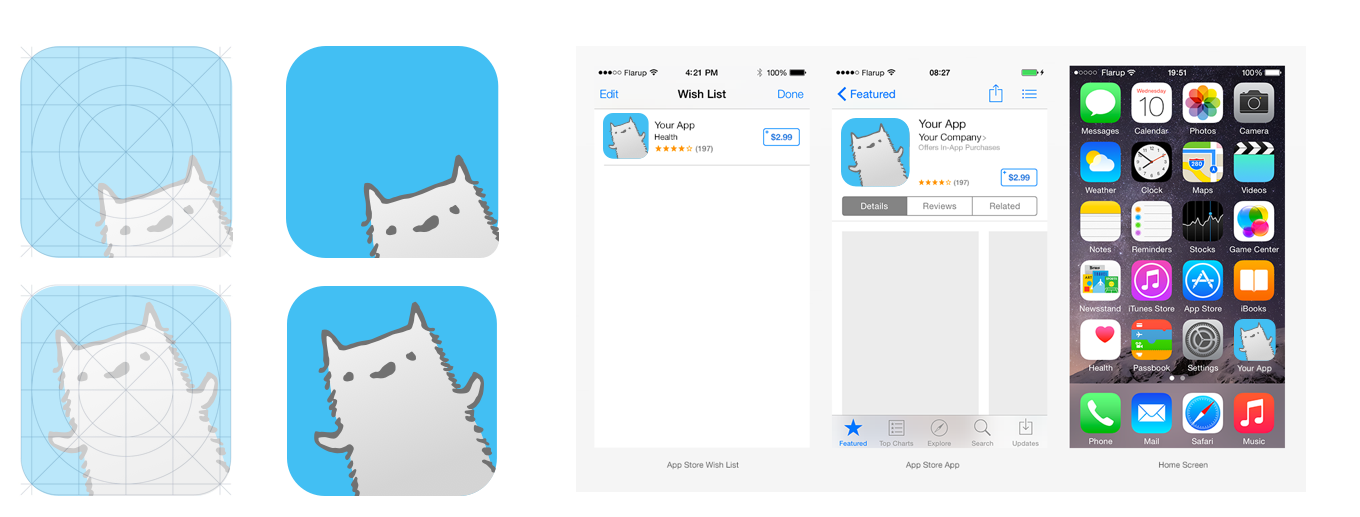 Flarup
4:21 PM
100%
Edit
Wish List
Done
Your App
Health
(197)
$2.99
App Store Wish List
Flarup
08:27
Featured
Your App
Your Company
Offers In-App Purchases
(197)
+
$2.99
Details
Reviews
Related
Featured
Top Charts
Explore
Search
Updates
App Store App
Flarup
19:51
100%
Wednesday
10
Messages
Calendar
Photos
Camera
280
Weather
Clock
Maps
Videos
Notes
Reminders
Stocks
Game Center
News
Newsstand
iTunes Store
App Store
iBooks
Health
Passbook
Settings
Your App
Phone
Mail
Safari
Music
Home Screen